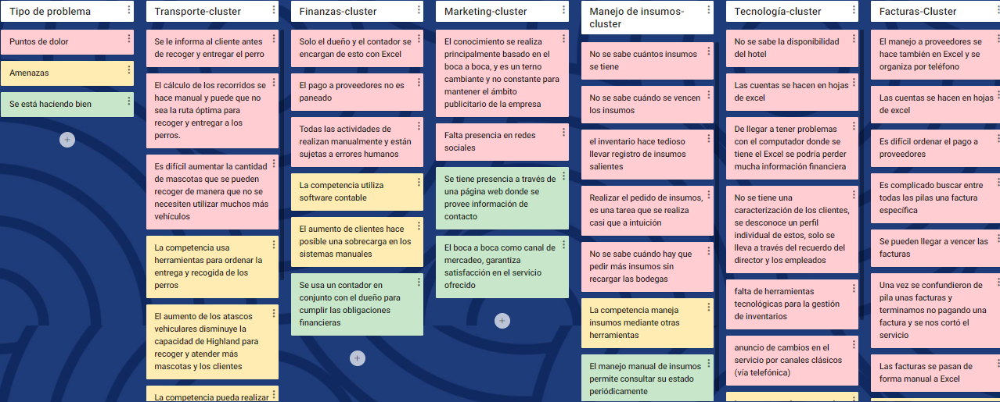 Tipo de problema
Puntos de dolor
Amenazas
Se está haciendo bien
Transporte-cluster
Se le informa al cliente antes
de recoger y entregar el perro
El cálculo de los recorridos se
hace manual y puede que no
sea la ruta óptima para
recoger y entregar a los
perros.
Es difícil aumentar la cantidad
de mascotas que se pueden
recoger de manera que no se
necesiten utilizar muchos más
vehículos
La competencia usa
herramientas para ordenar la
entrega y recogida de los
perros
El aumento de los atascos
vehiculares disminuye la
capacidad de Highland para
recoger y atender más
mascotas y los clientes
La competencia pueda realizar
Finanzas-cluster
Solo el dueño y el contador se
encargan de esto con Excel
El pago a proveedores no es
paneado
Todas las actividades de
realizan manualmente y están
sujetas a errores humanos
La competencia utiliza
software contable
El aumento de clientes hace
posible una sobrecarga en los
sistemas manuales
Se usa un contador en
conjunto con el dueño para
cumplir las obligaciones
financieras
Marketing-cluster
El conocimiento se realiza
principalmente basado en el
boca a boca, y es un terno
cambiante y no constante para
mantener el ámbito
publicitario de la empresa
Falta presencia en redes
sociales
Se tiene presencia a través de
una página web donde se
provee información de
contacto
El boca a boca como canal de
mercadeo, garantiza
satisfacción en el servicio
ofrecido
Manejo de insumos-
cluster
No se sabe cuántos insumos
se tiene
No se sabe cuándo se vencen
los insumos
el inventario hace tedioso
llevar registro de insumos
salientes
Realizar el pedido de insumos,
es una tarea que se realiza
casi que a intuición
No se sabe cuándo hay que
pedir más insumos sin
recargar las bodegas
La competencia maneja
insumos mediante otras
herramientas
El manejo manual de insumos
permite consultar su estado
periódicamente
Tecnología-cluster
No se sabe la disponibilidad
del hotel
Las cuentas se hacen en hojas
de excel
De llegar a tener problemas
con el computador donde se
tiene el Excel se podría perder
mucha información financiera
No se tiene una
caracterización de los clientes,
se desconoce un perfil
individual de estos, solo se
lleva a través del recuerdo del
director y los empleados
falta de herramientas
tecnológicas para la gestión
de inventarios
anuncio de cambios en el
servicio por canales clásicos
(vía telefónica)
Facturas-Cluster
El manejo a proveedores se
hace también en Excel y se
organiza por teléfono
Las cuentas se hacen en hojas
de excel
Es difícil ordenar el pago a
proveedores
Es complicado buscar entre
todas las pilas una factura
específica
Se pueden llegar a vencer las
facturas
Una vez se confundieron de
pila unas facturas y
terminamos no pagando una
factura y se nos cortó el
servicio
Las facturas se pasan de
forma manual a Excel